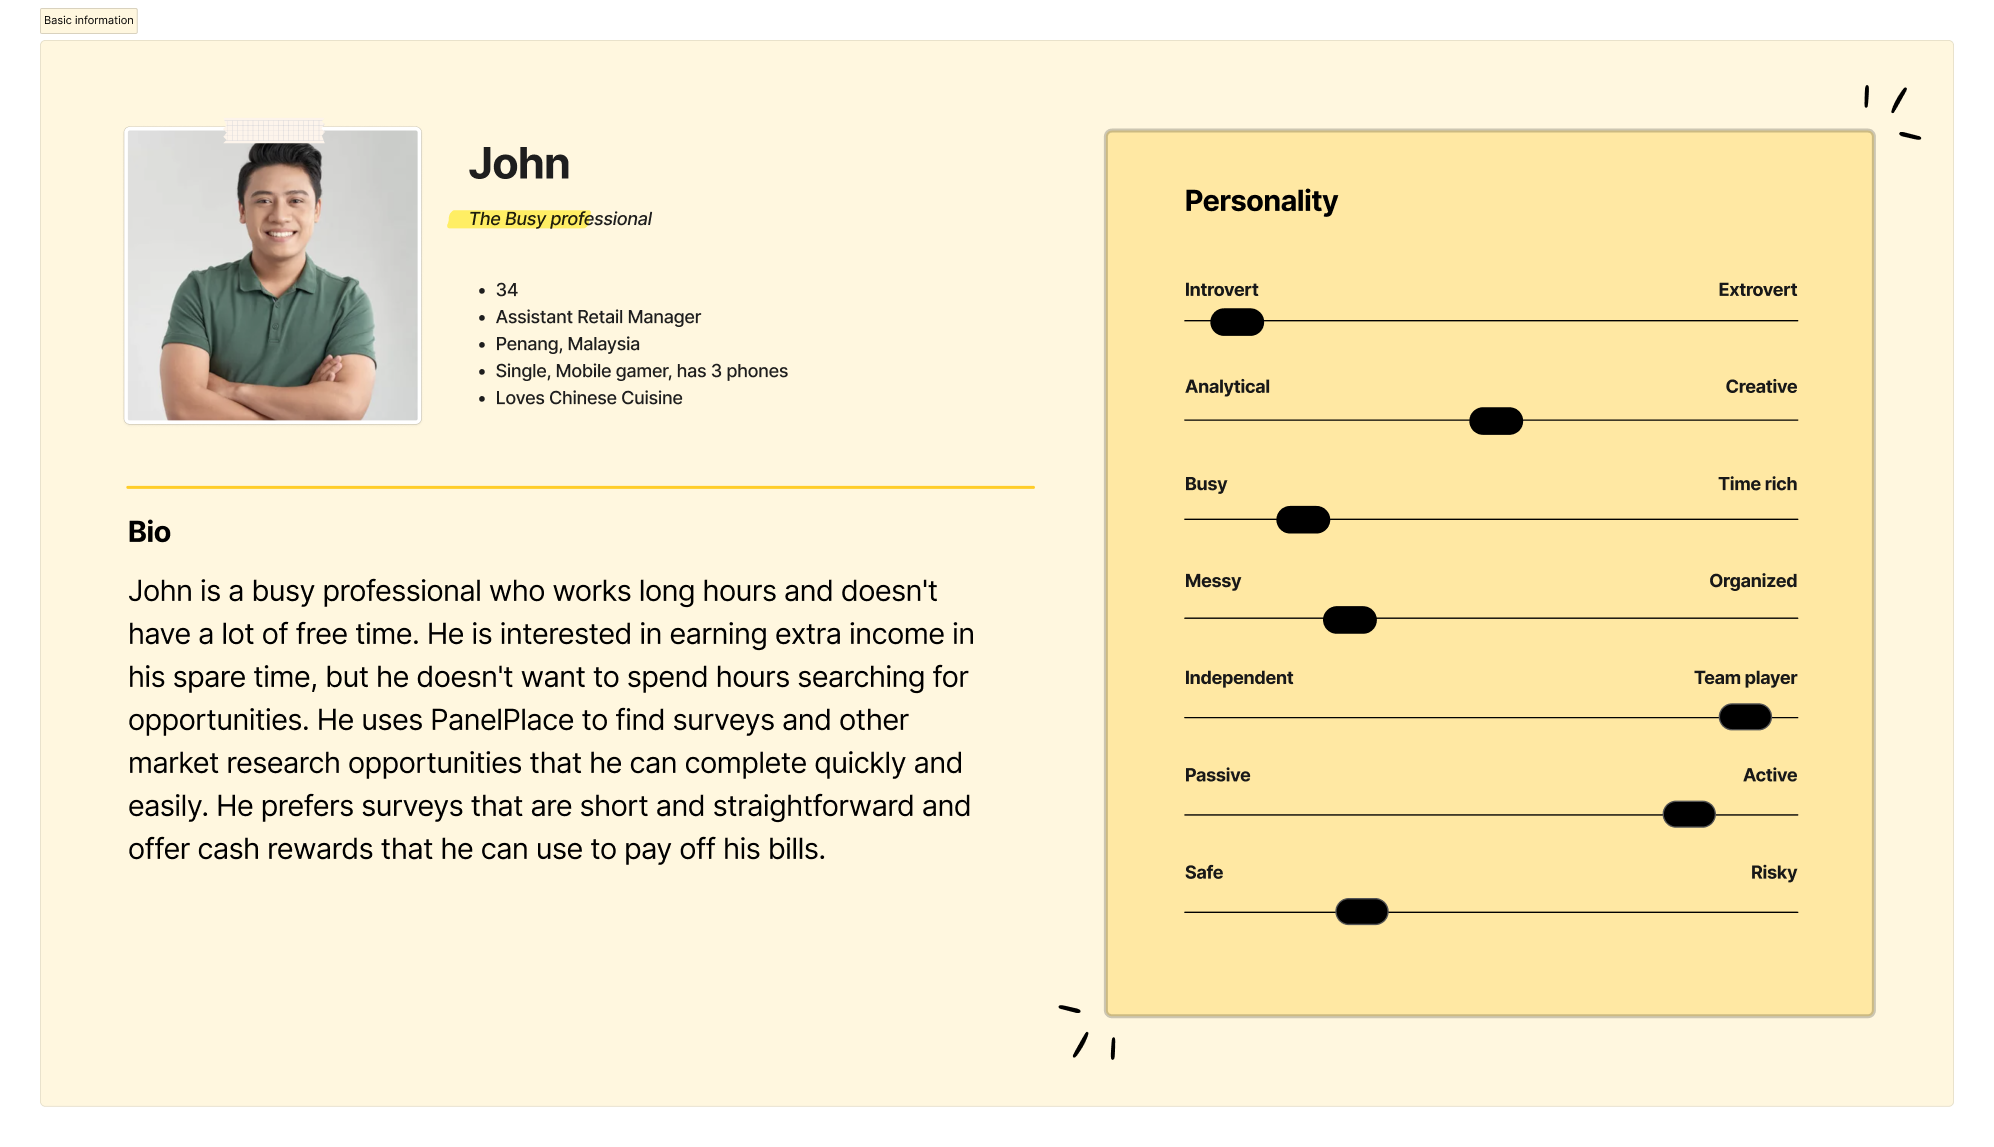 Basic information
John
The Busy professional
• 34
• Assistant Retail Manager
• Penang, Malaysia
• Single, Mobile gamer, has 3 phones
• Loves Chinese Cuisine
Bio
John is a busy professional who works long hours and doesn't
have a lot of free time. He is interested in earning extra income in
his spare time, but he doesn't want to spend hours searching for
opportunities. He uses PanelPlace to find surveys and other
market research opportunities that he can complete quickly and
easily. He prefers surveys that are short and straightforward and
offer cash rewards that he can use to pay off his bills.
Personality
Introvert Extrovert
Analytical Creative
Busy Time rich
Messy Organized
Independent Team player
Passive Active
Safe Risky